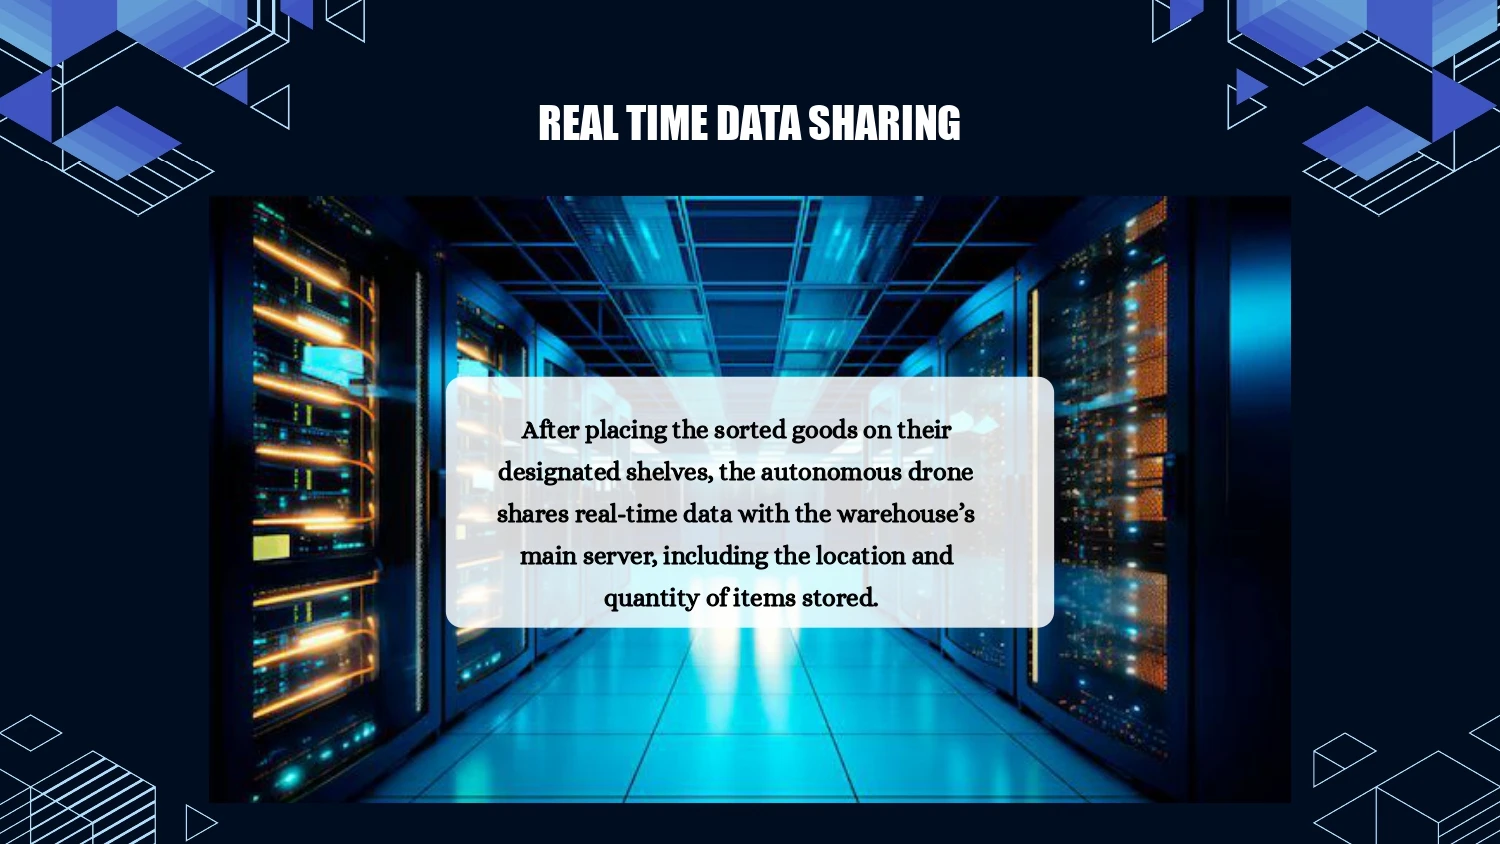 REAL TIME DATA SHARING
After placing the sorted goods on their
designated shelves, the autonomous drone
shares real-time data with the warehouse’s
main server, including the location and
quantity of items stored.